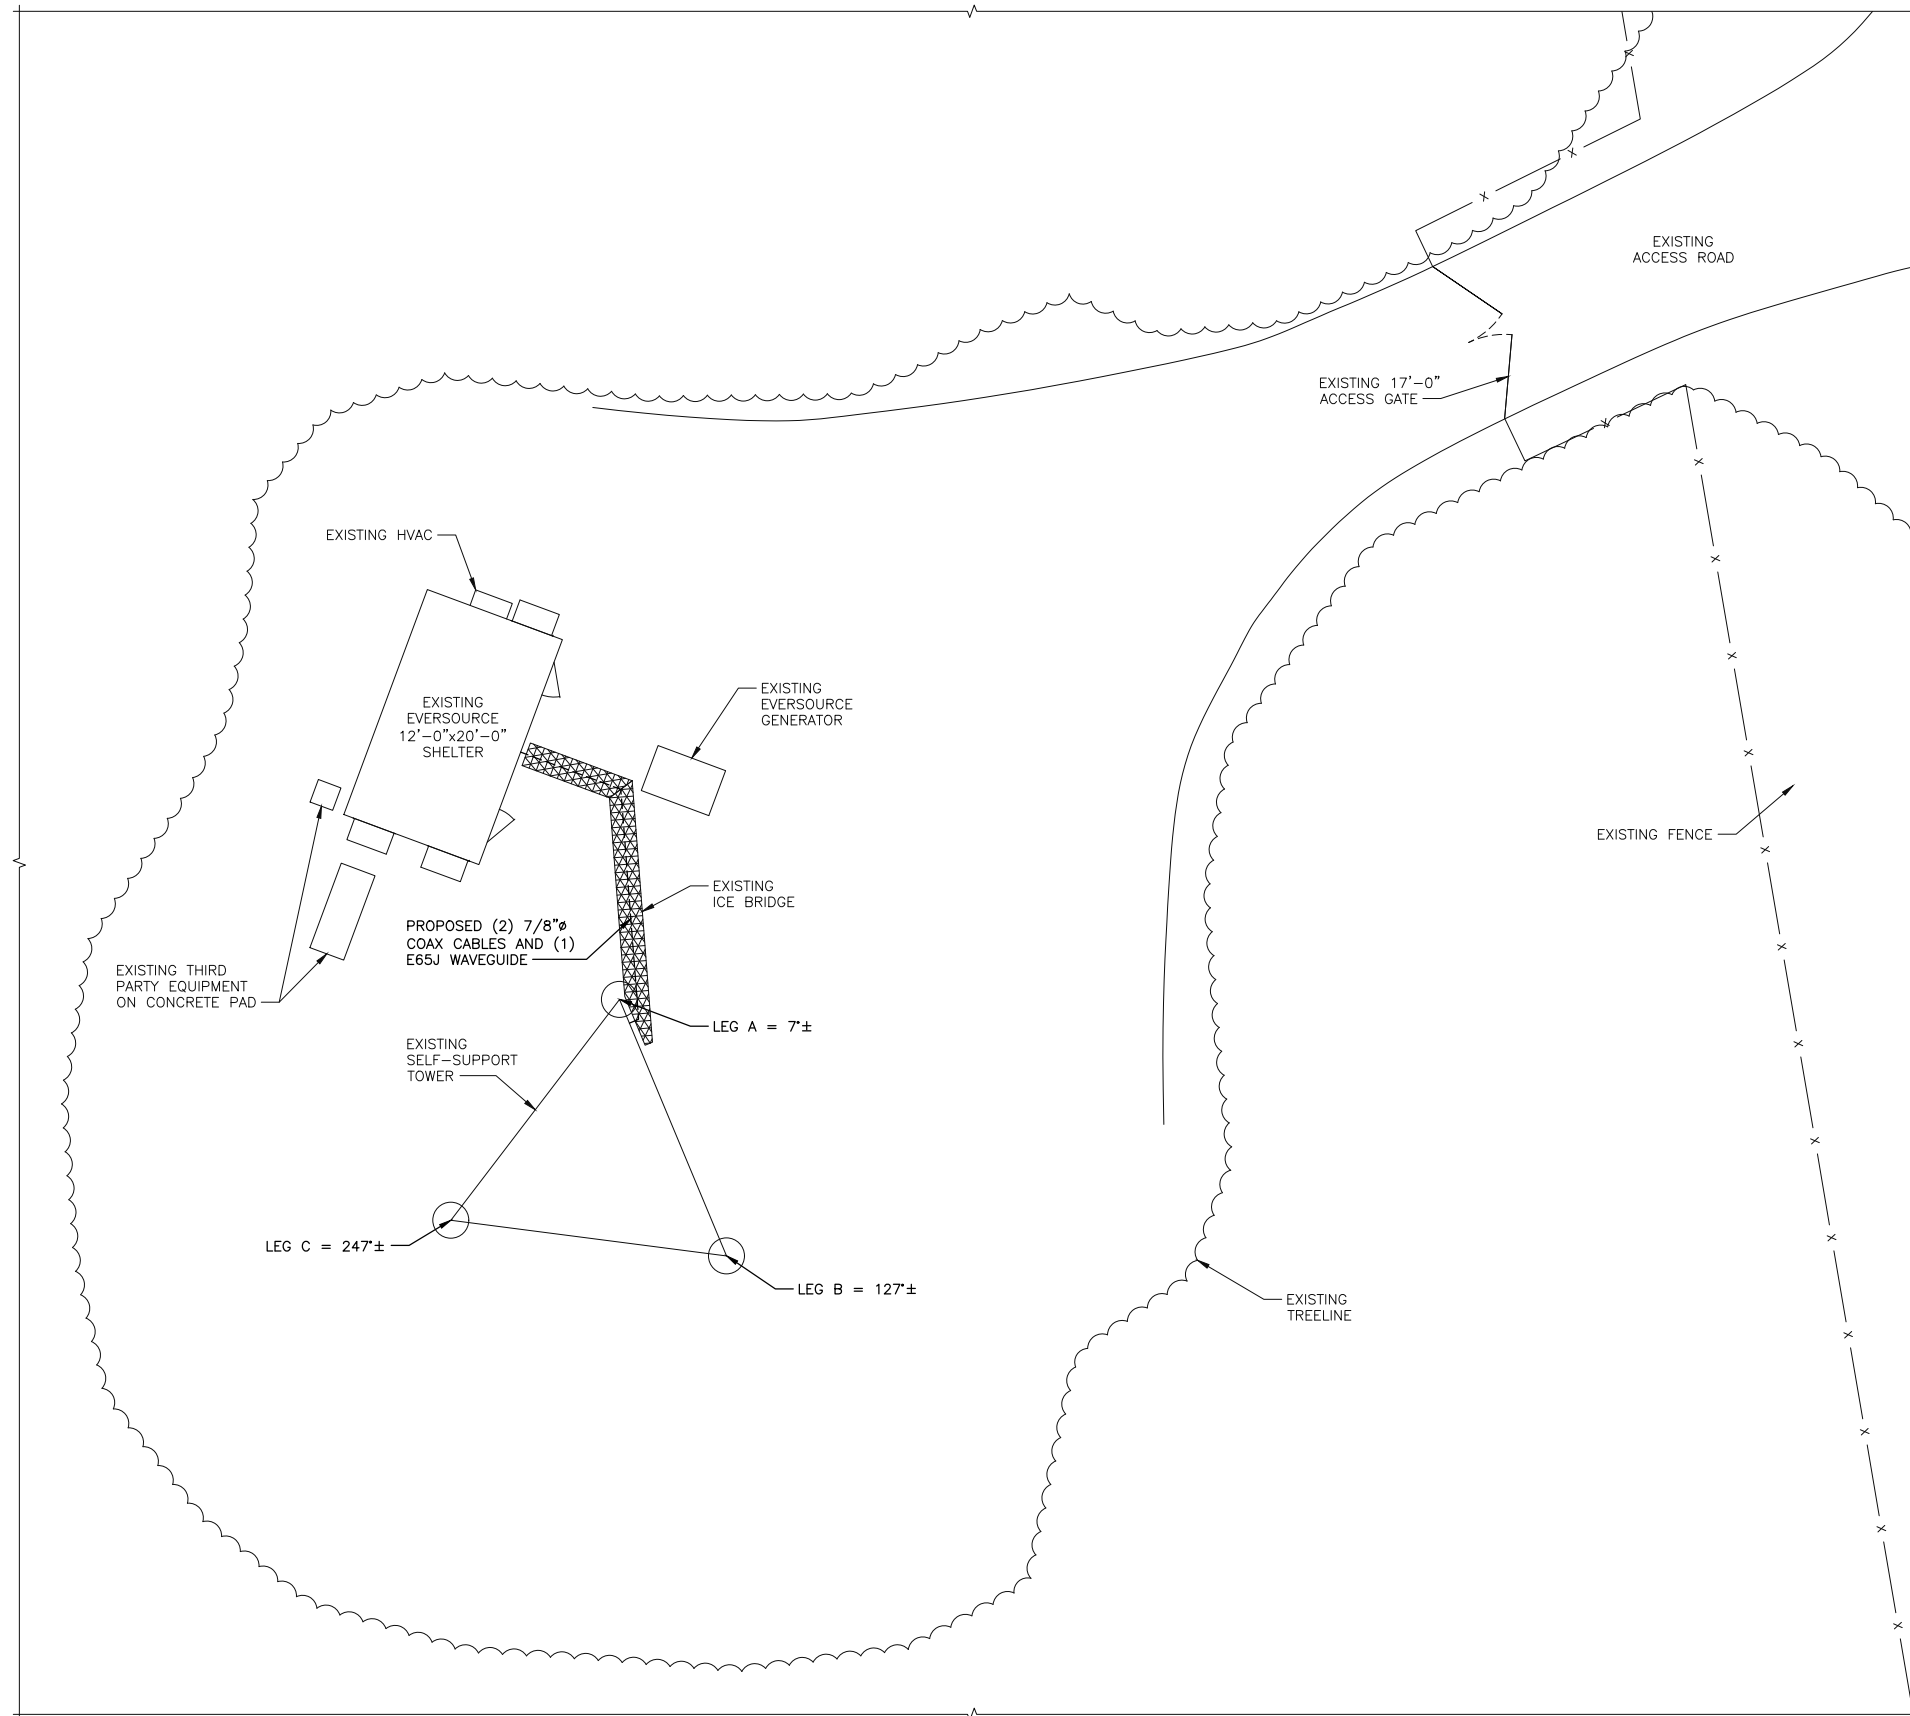 EXISTING
ACCESS ROAD
EXISTING 17'-0"
ACCESS GATE
EXISTING HVAC
EXISTING
EVERSOURCE
12'-0"x20'-0"
SHELTER
EXISTING
EVERSOURCE
GENERATOR
EXISTING FENCE
EXISTING
ICE BRIDGE
PROPOSED (2) 7/8"ø
COAX CABLES AND (1)
E65J WAVEGUIDE
EXISTING THIRD
PARTY EQUIPMENT
ON CONCRETE PAD
LEG A = 7°±
EXISTING
SELF-SUPPORT
TOWER
LEG C = 247°±
LEG B = 127°±
EXISTING
TREELINE